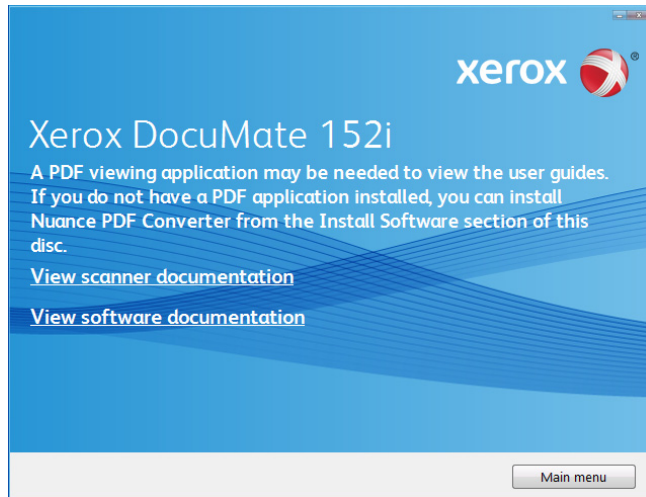 xerox ®
Xerox DocuMate 152i
A PDF viewing application may be needed to view the user guides.
If you do not have a PDF application installed, you can install
Nuance PDF Converter from the Install Software section of this
disc.
View scanner documentation
View software documentation
Main menu